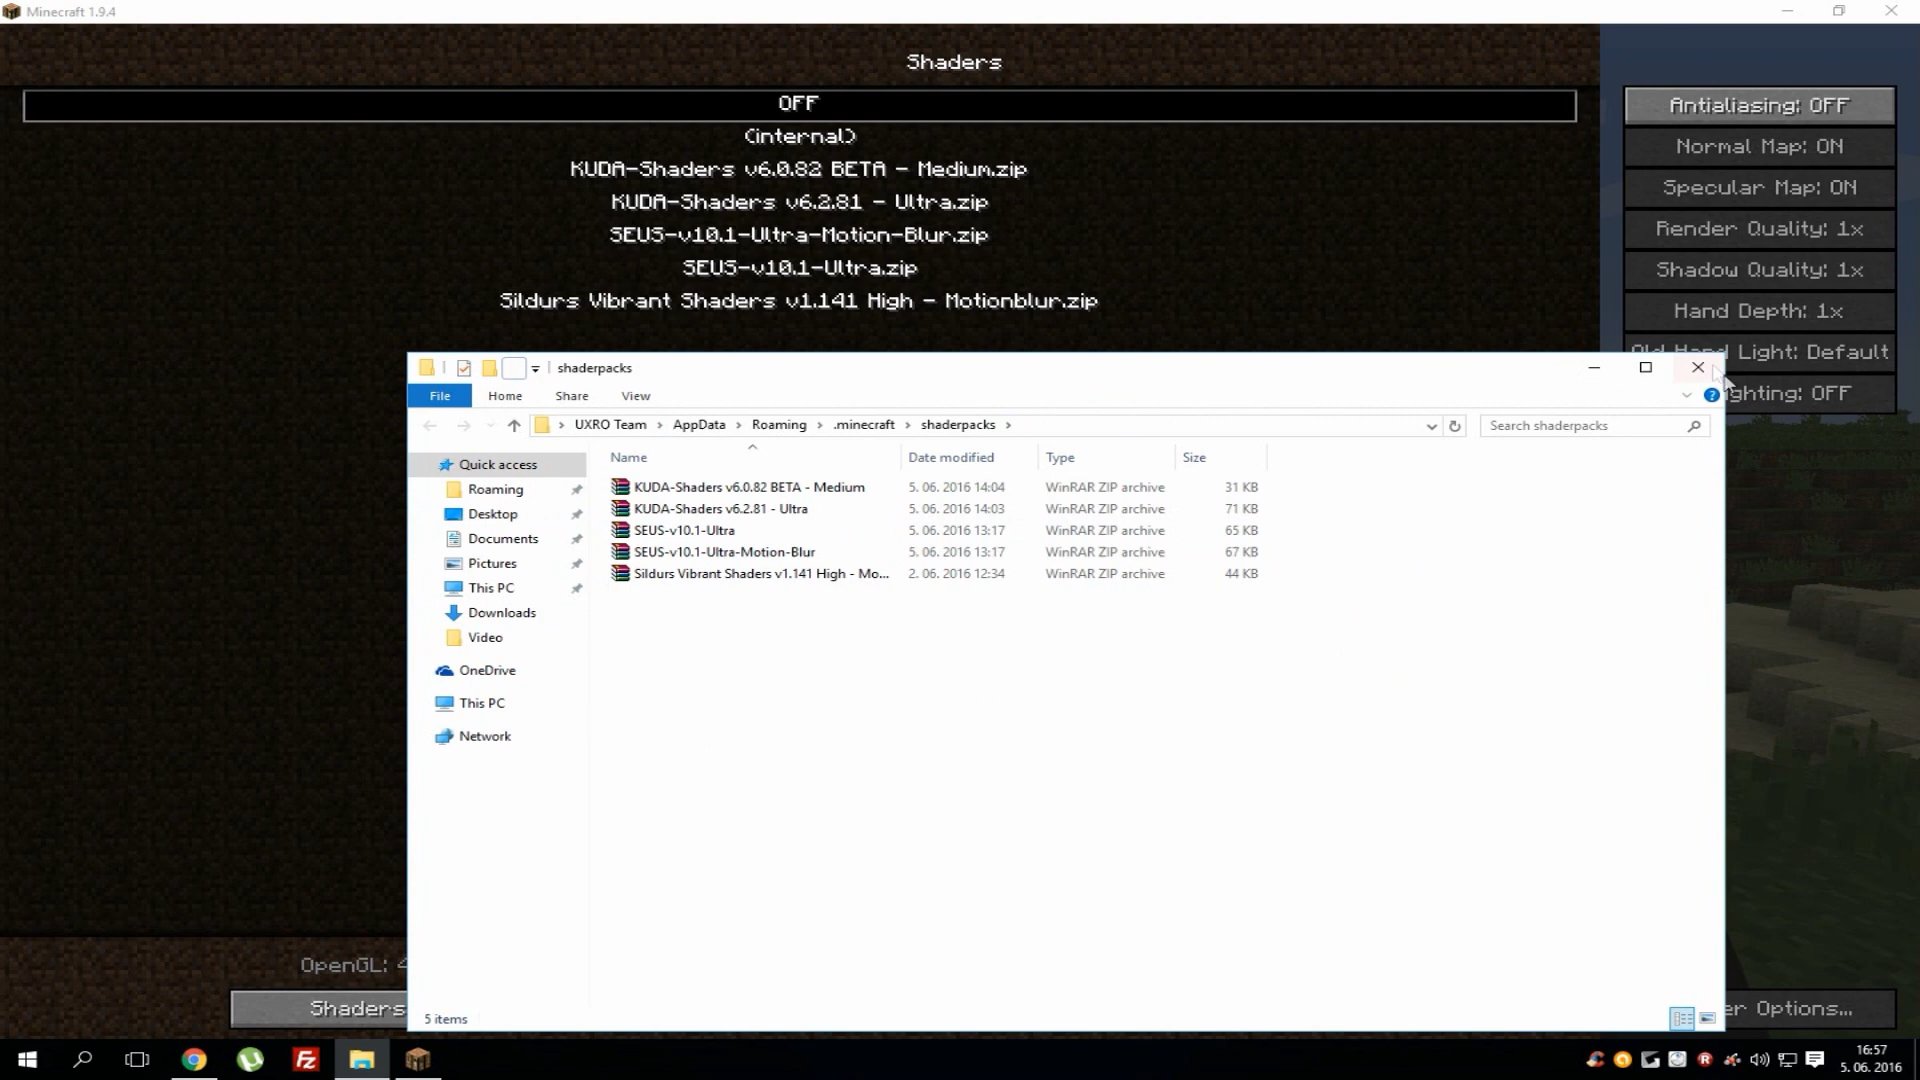 Minecraft 1.9.4
Shaders
OFF
(internal)
KUDA-Shaders v6.0.82 BETA - Medium.zip
KUDA-Shaders v6.2.81 - Ultra.zip
SEUS-v10.1-Ultra-Motion-Blur.zip
SEUS-v10.1-Ultra.zip
Sildurs Vibrant Shaders v1.141 High - Motionblur.zip
Antialiasing: OFF
Normal Map: ON
Specular Map: ON
Render Quality: 1x
Shadow Quality: 1x
Hand Depth: 1x
Old Hand Light: Default
ghting: OFF
shaderpacks
File Home Share View
UXRO Team > AppData > Roaming > .minecraft > shaderpacks >
Search shaderpacks
Name Date modified Type Size
KUDA-Shaders v6.0.82 BETA - Medium 5. 06. 2016 14:04 WinRAR ZIP archive 31 KB
KUDA-Shaders v6.2.81 - Ultra 5. 06. 2016 14:03 WinRAR ZIP archive 71 KB
SEUS-v10.1-Ultra 5. 06. 2016 13:17 WinRAR ZIP archive 65 KB
SEUS-v10.1-Ultra-Motion-Blur 5. 06. 2016 13:17 WinRAR ZIP archive 67 KB
Sildurs Vibrant Shaders v1.141 High - Mo... 2. 06. 2016 12:34 WinRAR ZIP archive 44 KB
Quick access
Roaming
Desktop
Documents
Pictures
This PC
Downloads
Video
OneDrive
This PC
Network
5 items
OpenGL: 4
Shaders
er Options...
16:57
5. 06. 2016